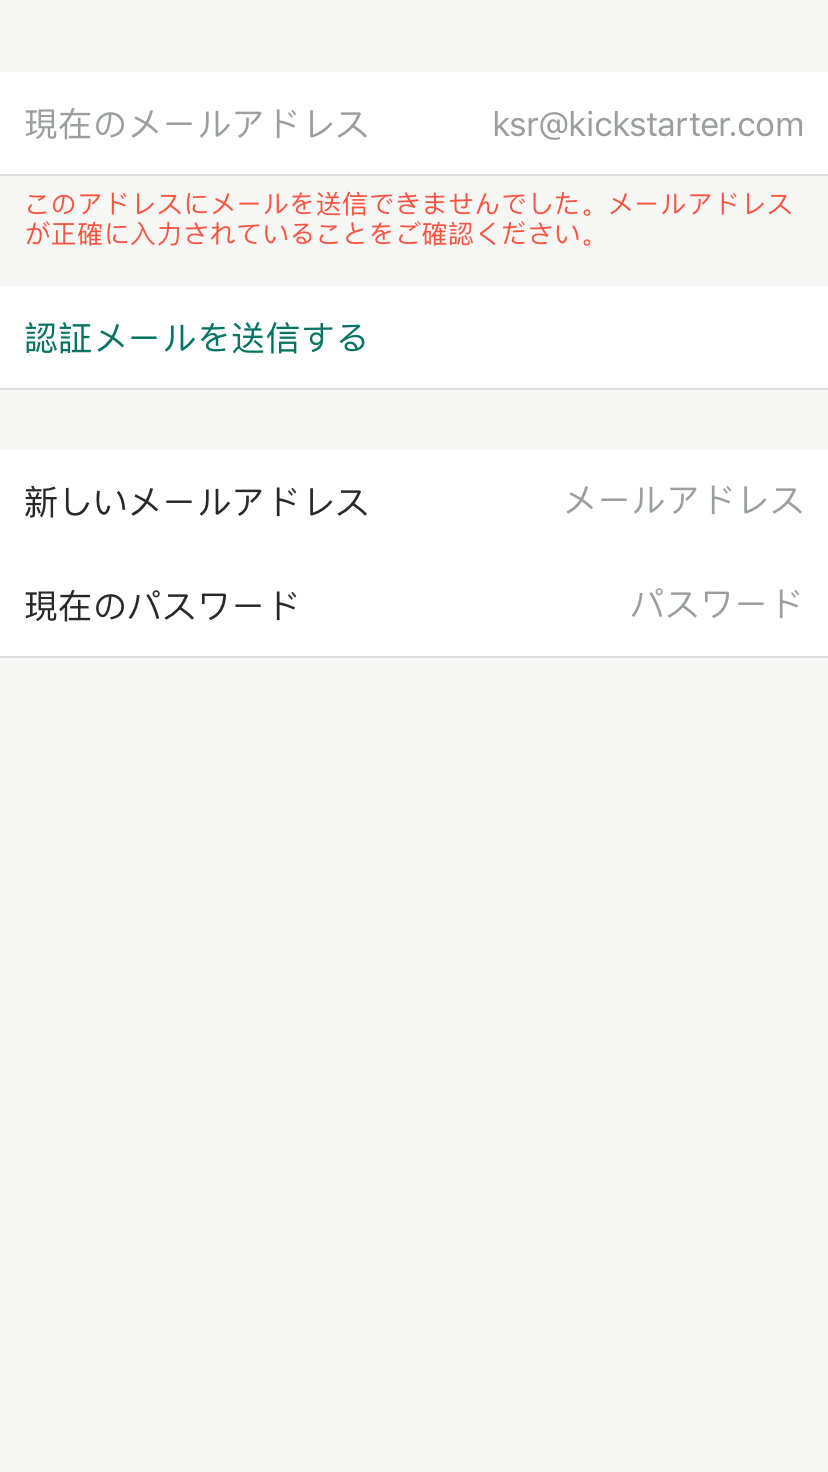 現在のメールアドレス ksr@kickstarter.com
このアドレスにメールを送信できませんでした。メールアドレス
が正確に入力されていることをご確認ください。
認証メールを送信する
新しいメールアドレス メールアドレス
現在のパスワード パスワード